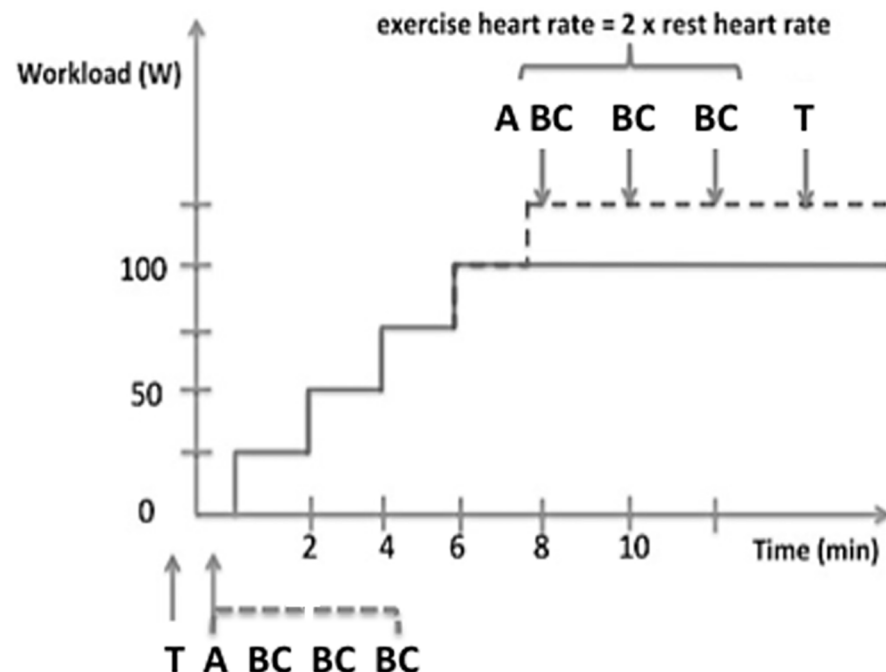 exercise heart rate = 2 x rest heart rate
Workload (W)
A BC BC BC T
100
50
0
2 4 6 8 10 Time (min)
T A BC BC BC